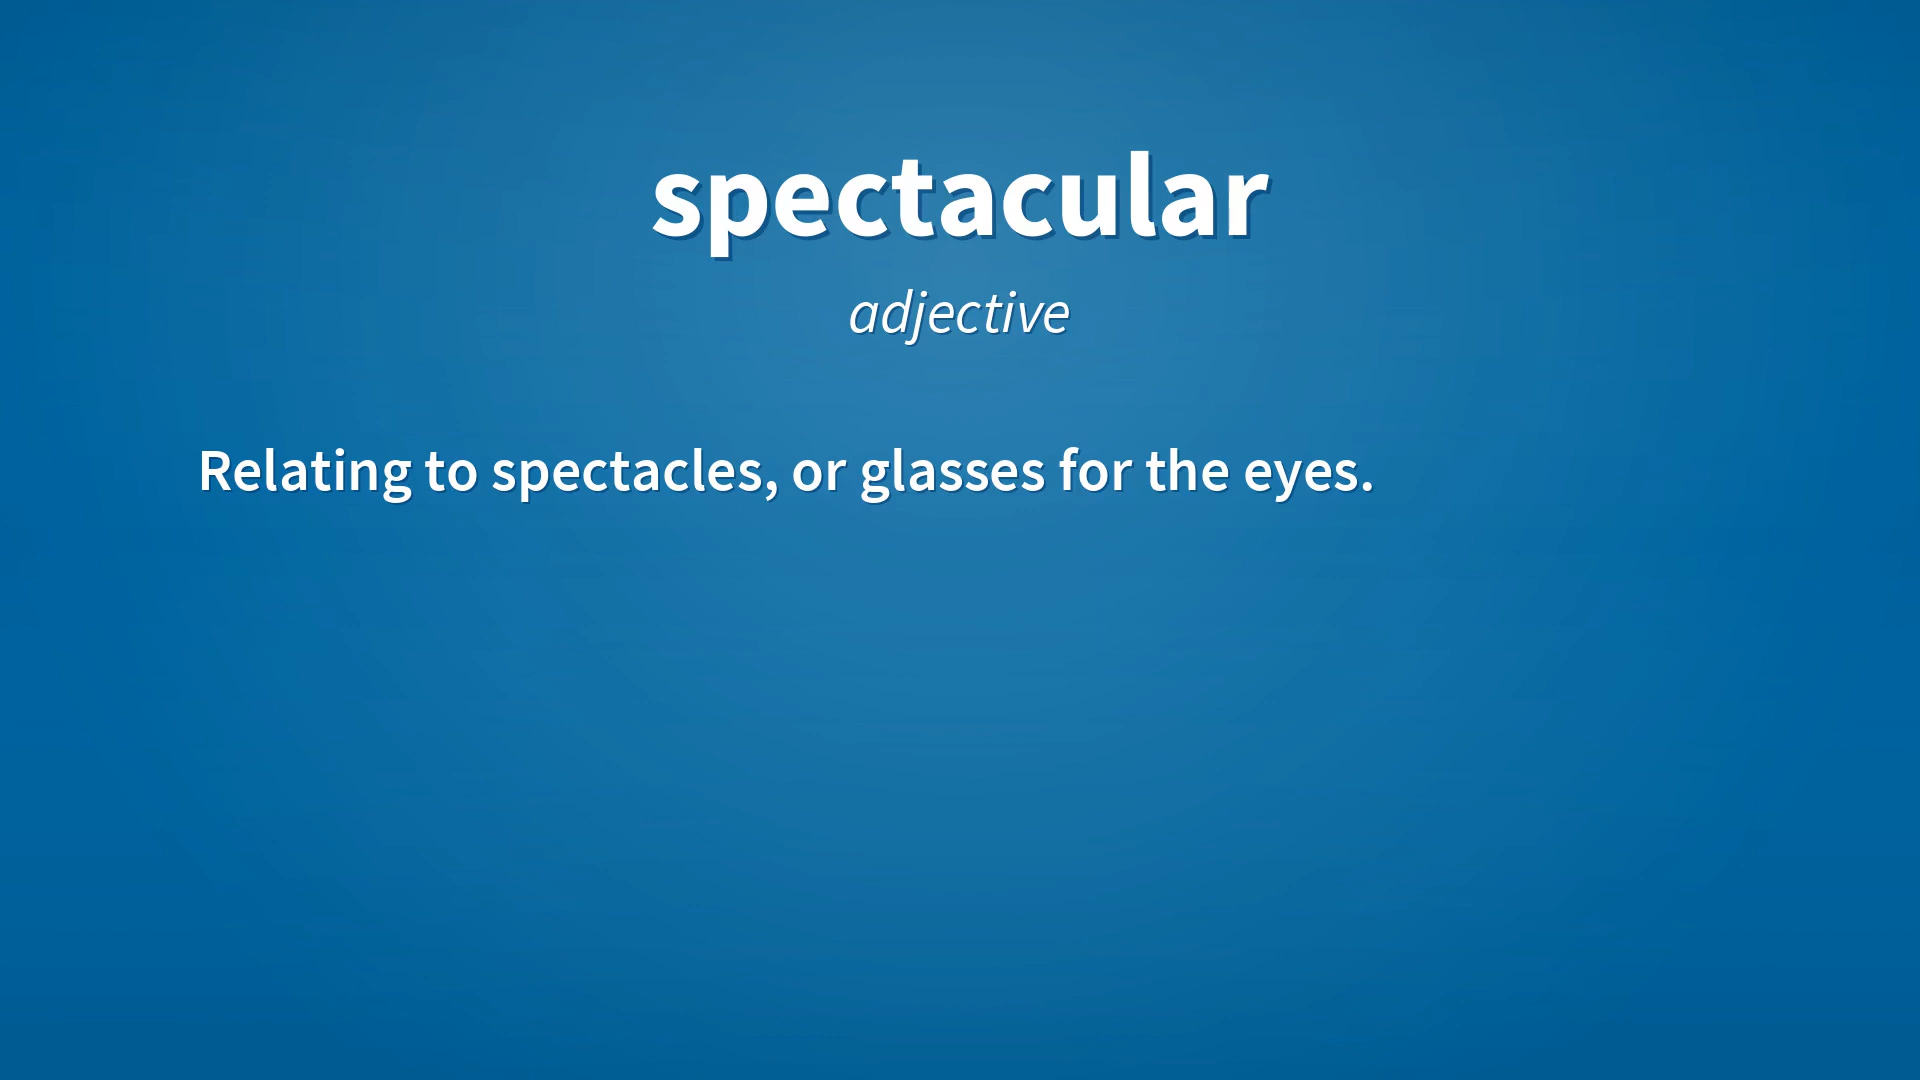 spectacular
adjective
Relating to spectacles, or glasses for the eyes.